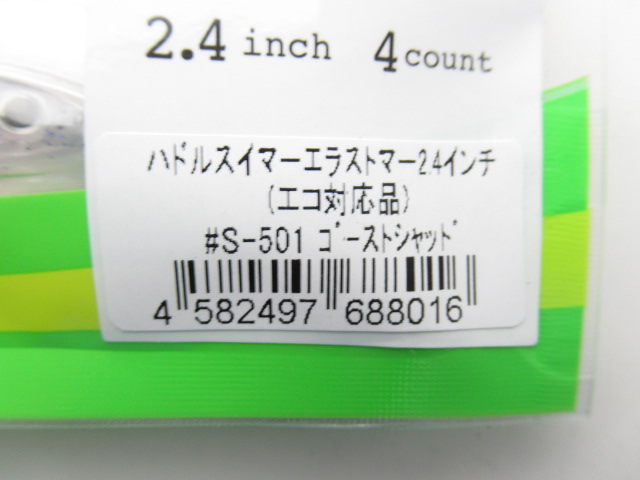 2.4 inch 4 count
ﾊﾄﾞﾙｽｲﾏｰｴﾗｽﾄﾏｰ2.4ｲﾝﾁ
(エコ対応品)
#S-501 ｺﾞｰｽﾄｼｬｯﾄﾞ
4 582497 688016